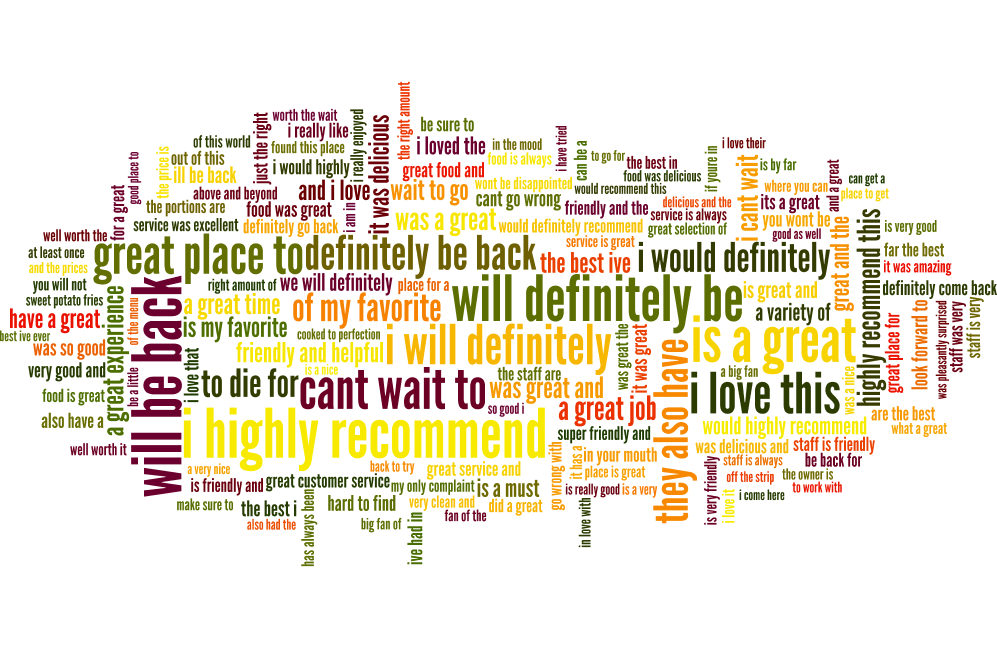 the right amount
worth the wait
just the right
i really like
i really enjoyed
it was delicious
be sure to
i have tried
of this world
found this place
i loved the
in the mood
can be a
i love their
good place to
the price is
out of this
i would highly
food is always
to go for
the best in
if youre in
i cant wait
is by far
ill be back
great food and
food was delicious
wont be disappointed
would recommend this
where you can
and a great
can get a
place to get
for a great
above and beyond
and i love
wait to go
cant go wrong
delicious and the
its a great
the portions are
food was great
i am in
friendly and the
service is always
you wont be
service was excellent
definitely go back
was a great
would definitely recommend
great selection of
good as well
great and the
highly recommend this
is very good
well worth the
great place to
definitely be back
service is great
i would definitely
at least once
the best ive
far the best
and the prices
it was amazing
you will not
right amount of
we will definitely
place for a
will definitely be
is great and
definitely come back
sweet potato fries
a great experience
of the menu
will be back
a great time
of my favorite
a variety of
great place for
look forward to
was pleasantly surprised
staff was very
staff is very
have a great
is my favorite
cooked to perfection
i will definitely
was great the
it was great
they also have
is a great
best ive ever
was so good
friendly and helpful
very good and
be a little
i love that
to die for
is a nice
cant wait to
the staff are
was great and
a big fan
i love this
was nice a
food is great
so good i
a great job
are the best
also have a
i highly recommend
would highly recommend
what a great
super friendly and
well worth it
was delicious and
staff is friendly
go wrong with
it has a
in your mouth
staff is always
be back for
a very nice
back to try
great service and
place is great
off the strip
the owner is
is friendly and
great customer service
my only complaint
is a must
is really good
is a very
is very friendly
i love it
to work with
i come here
make sure to
the best i
has always been
hard to find
very clean and
did a great
in love with
also had the
big fan of
ive had in
fan of the